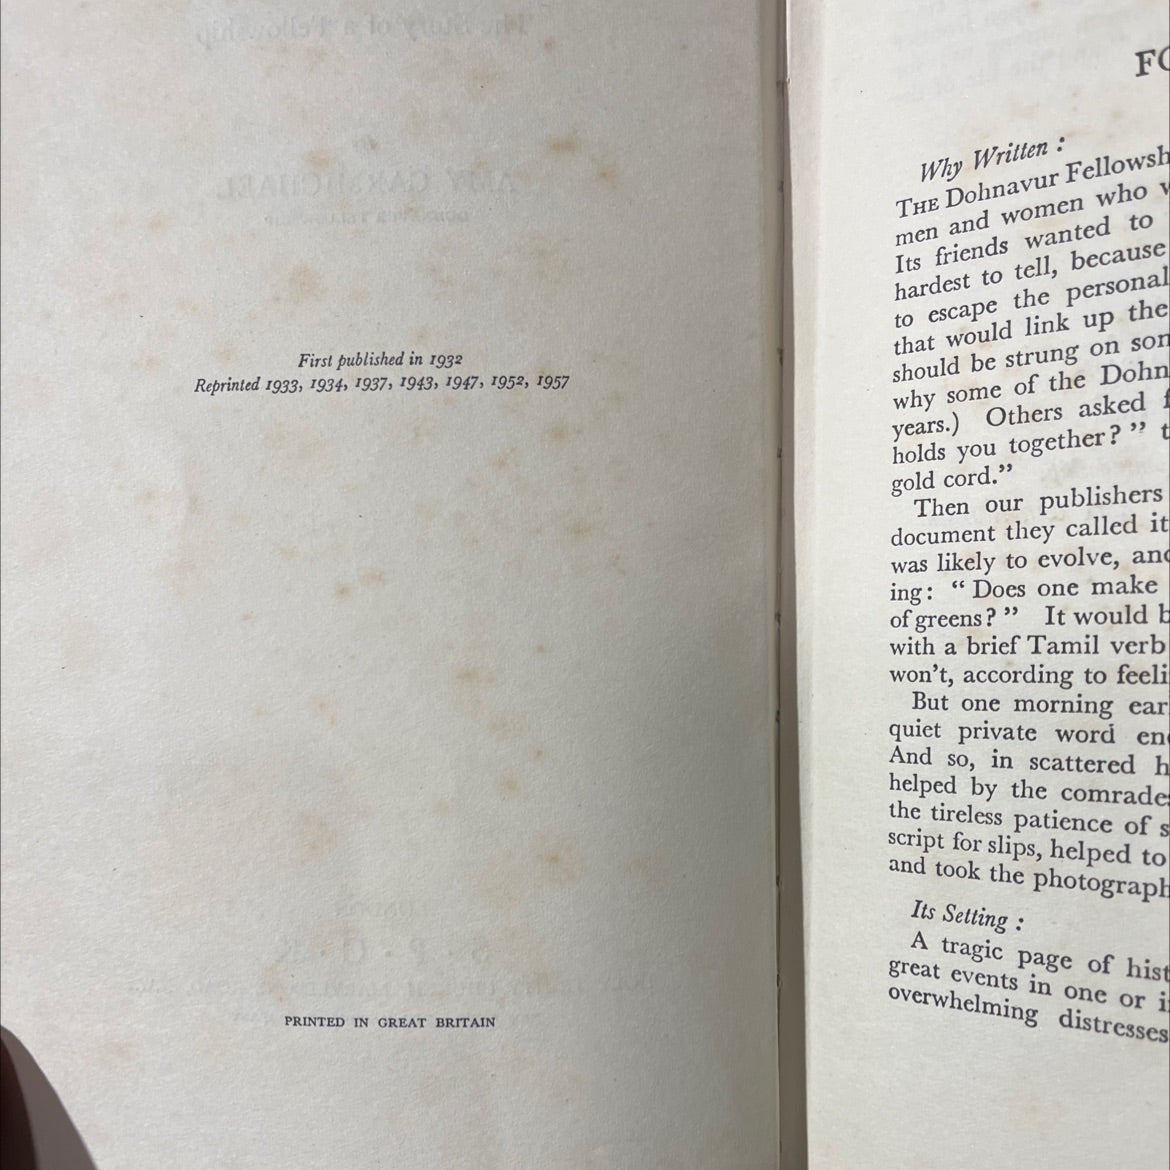 First published in 1932
Reprinted 1933, 1934, 1937, 1943, 1947, 1952, 1957
PRINTED IN GREAT BRITAIN
FO
Why Written :
THE Dohnavur Fellowsh
men and women who w
Its friends wanted to
hardest to tell, because
to escape the personal
that would link up the
should be strung on son
why some of the Dohn
years.) Others asked f
holds you together? ” t
gold cord.”
Then our publishers
document they called it
was likely to evolve, and
ing: “ Does one make
of greens? ” It would b
with a brief Tamil verb
won't, according to feeli
But one morning ear
quiet private word en
And so, in scattered h
helped by the comrades
the tireless patience of s
script for slips, helped to
and took the photograph
Its Setting :
A tragic page of hist
great events in one or i
overwhelming distresses